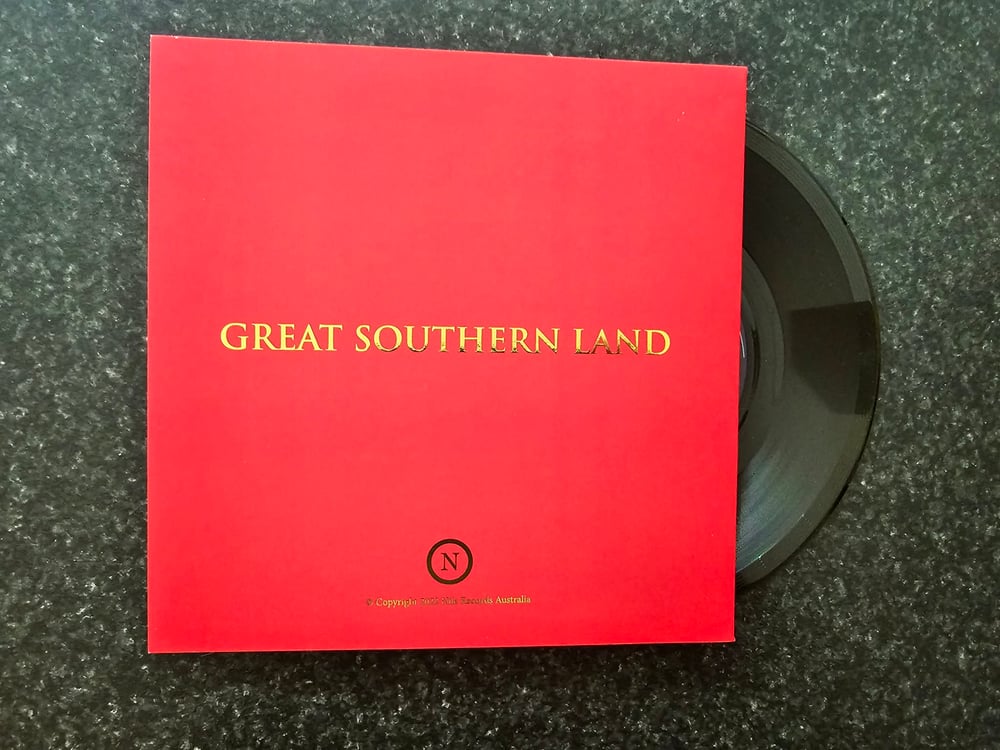 GREAT SOUTHERN LAND
N
© Copyright Records Australia